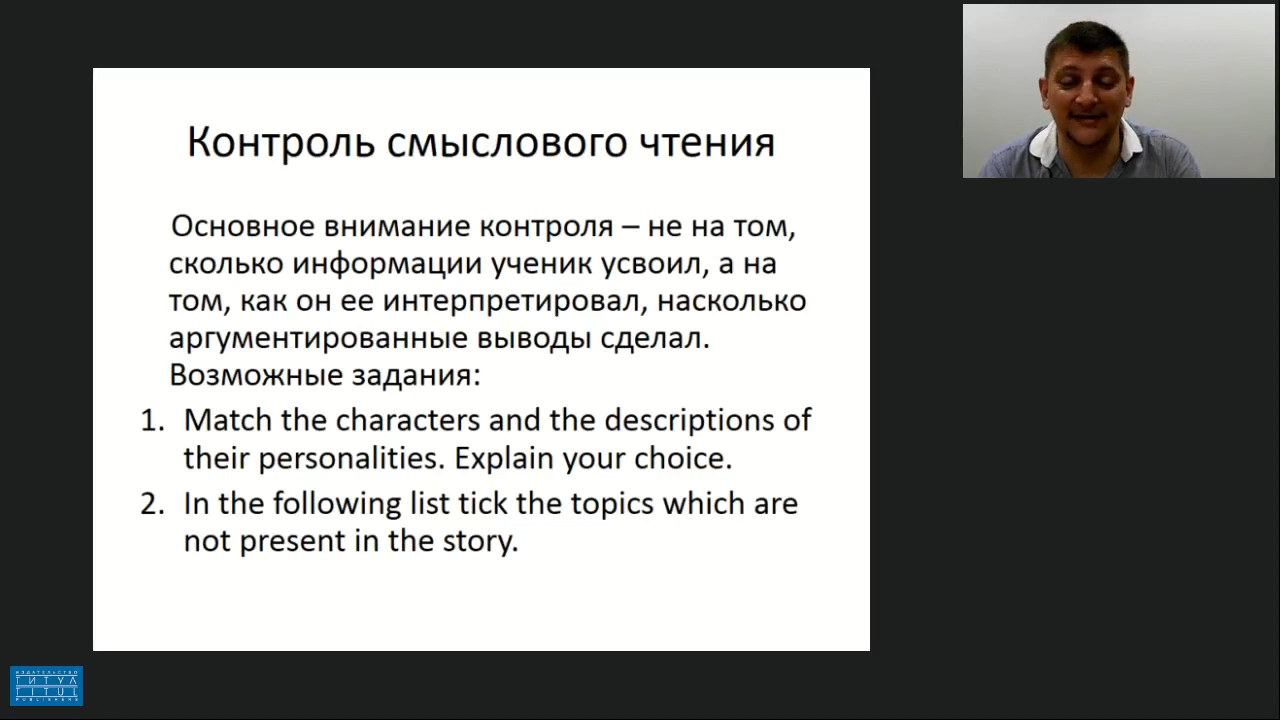 Контроль смыслового чтения
Основное внимание контроля – не на том,
сколько информации ученик усвоил, а на
том, как он ее интерпретировал, насколько
аргументированные выводы сделал.
Возможные задания:
1. Match the characters and the descriptions of
their personalities. Explain your choice.
2. In the following list tick the topics which are
not present in the story.
ИЗДАТЕЛЬСТВО
ТИТУЛ
TITUL
PUBLISHERS